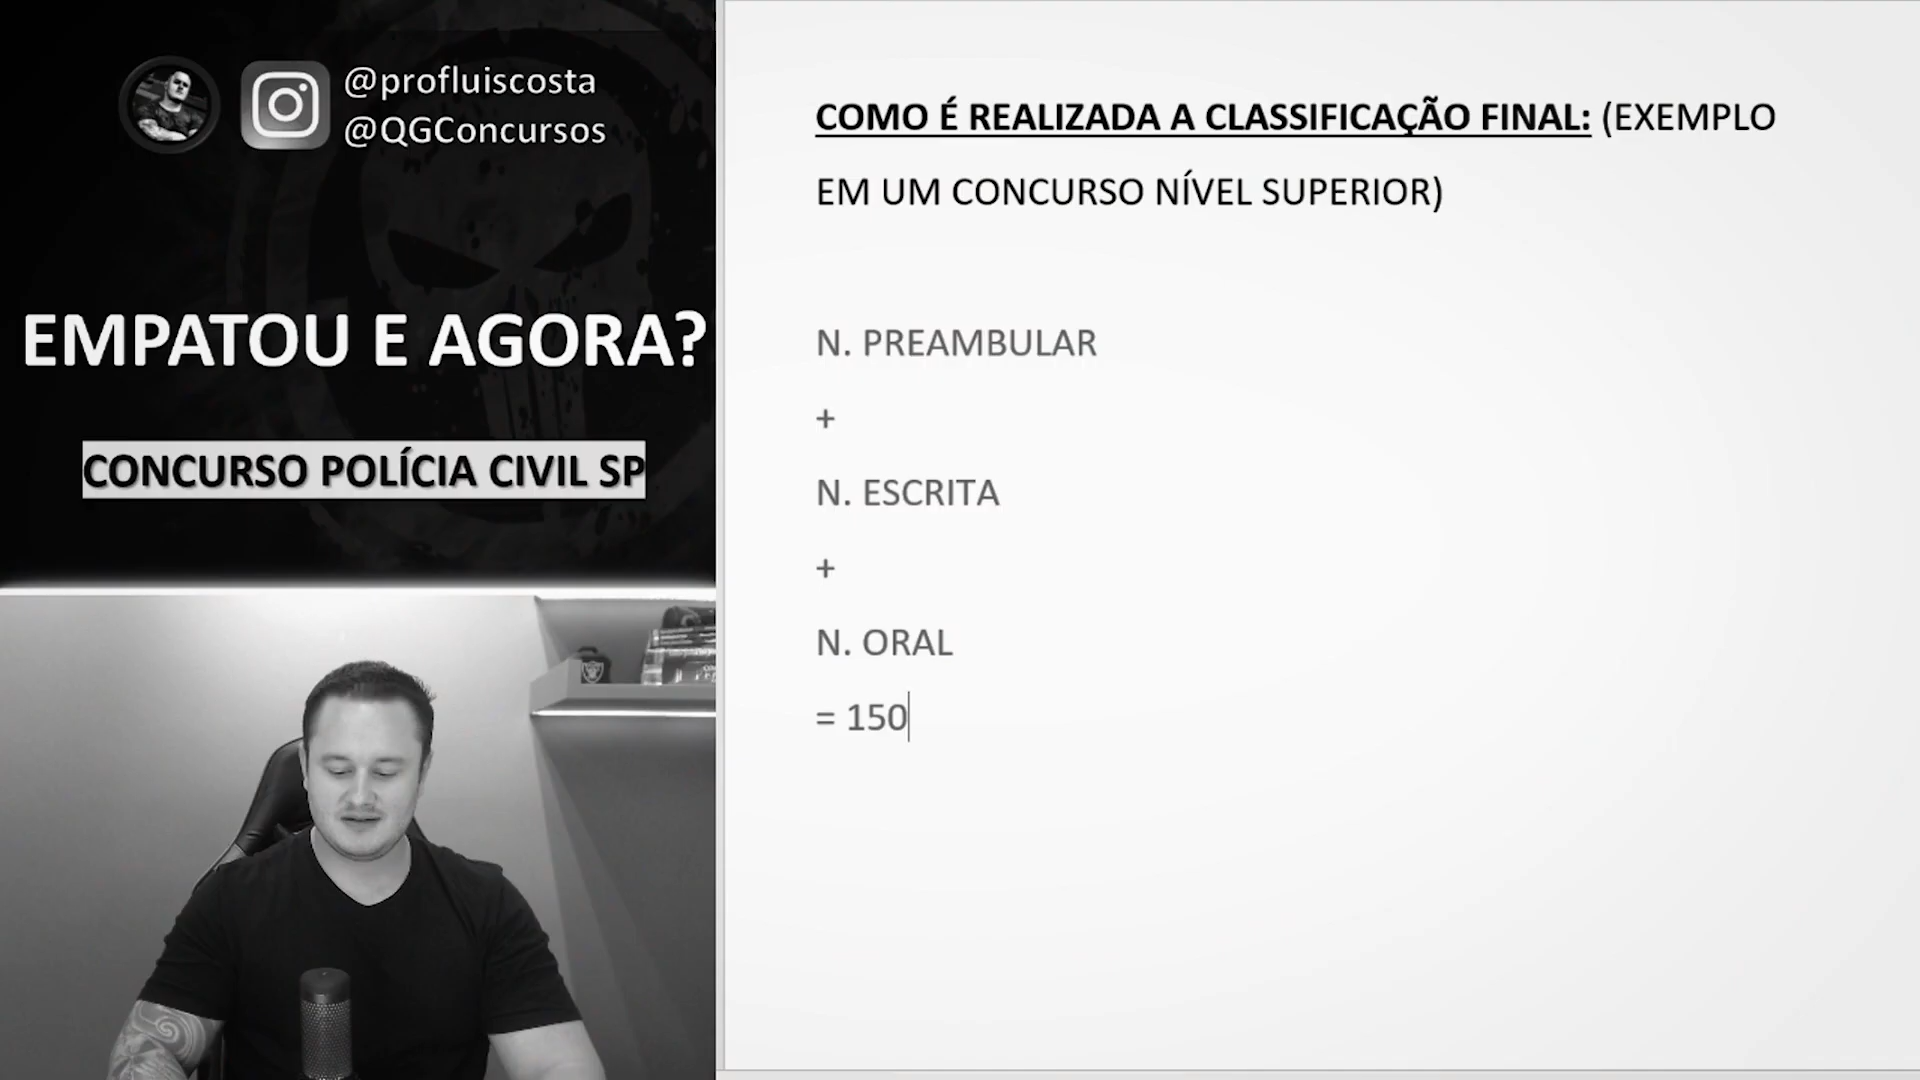 @profluiscosta
@QGConcursos
EMPATOU E AGORA?
CONCURSO POLÍCIA CIVIL SP
COMO É REALIZADA A CLASSIFICAÇÃO FINAL: (EXEMPLO
EM UM CONCURSO NÍVEL SUPERIOR)
N. PREAMBULAR
+
N. ESCRITA
+
N. ORAL
= 150